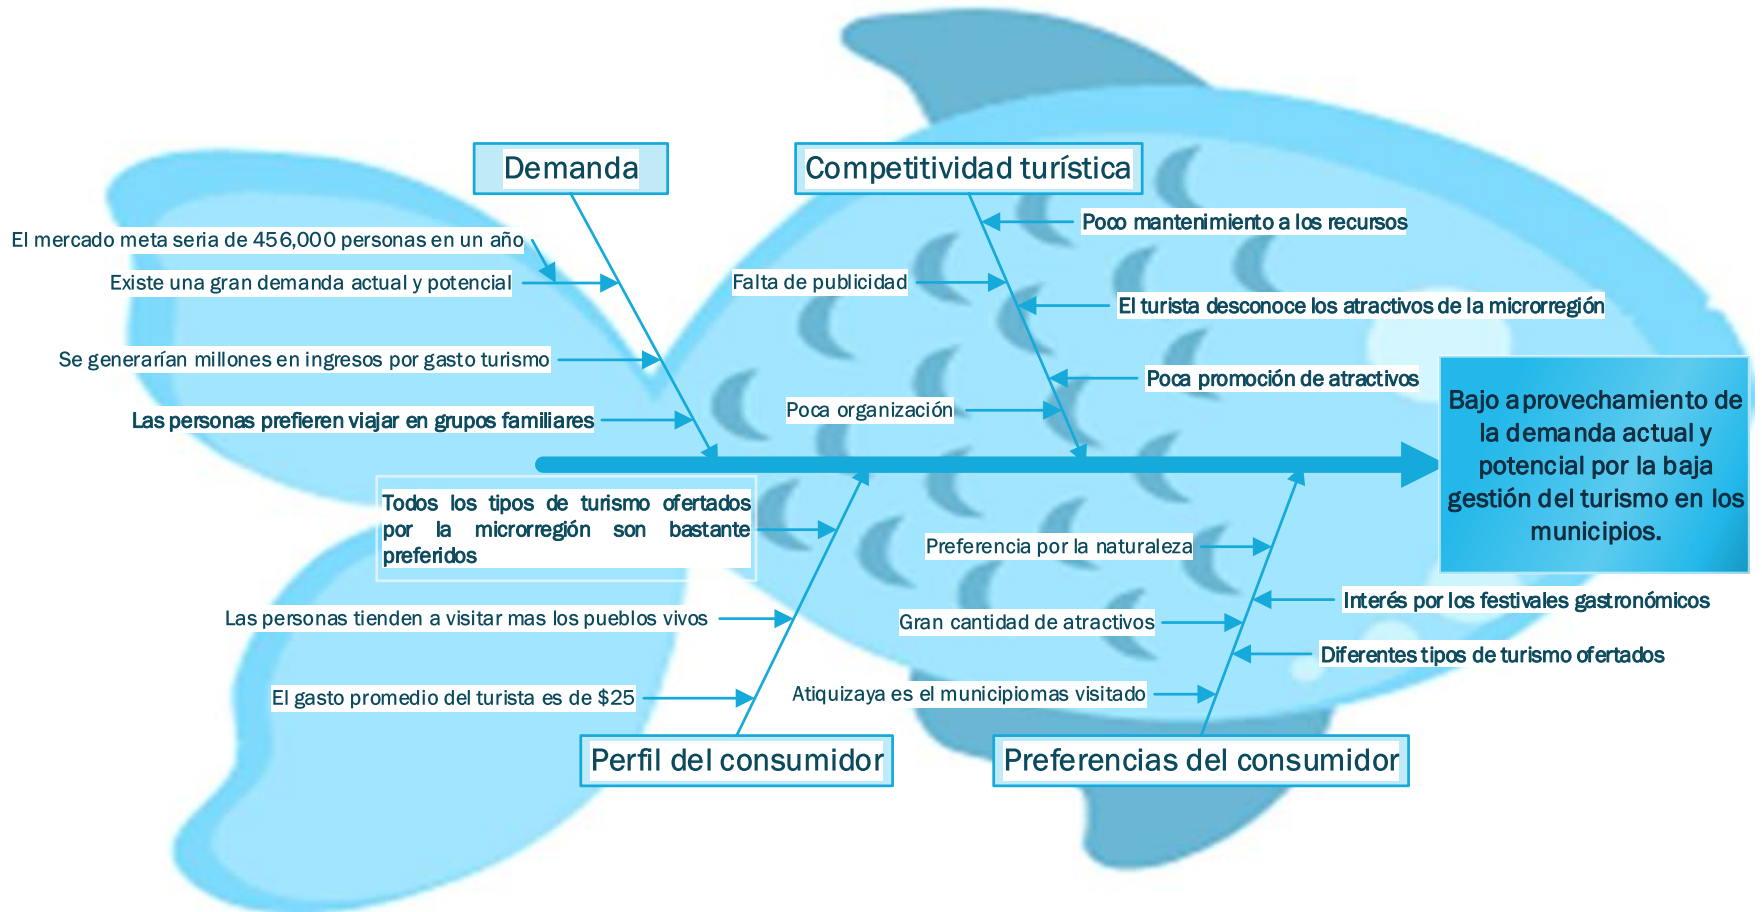 Demanda
Competitividad turística
El mercado meta seria de 456,000 personas en un año
Existe una gran demanda actual y potencial
Se generarían millones en ingresos por gasto turismo
Las personas prefieren viajar en grupos familiares
Poco mantenimiento a los recursos
Falta de publicidad
El turista desconoce los atractivos de la microrregión
Poca promoción de atractivos
Poca organización
Bajo aprovechamiento de
la demanda actual y
potencial por la baja
gestión del turismo en los
municipios.
Todos los tipos de turismo ofertados
por la microrregión son bastante
preferidos
Las personas tienden a visitar mas los pueblos vivos
El gasto promedio del turista es de $25
Preferencia por la naturaleza
Interés por los festivales gastronómicos
Gran cantidad de atractivos
Diferentes tipos de turismo ofertados
Atiquizaya es el municipiomas visitado
Perfil del consumidor
Preferencias del consumidor